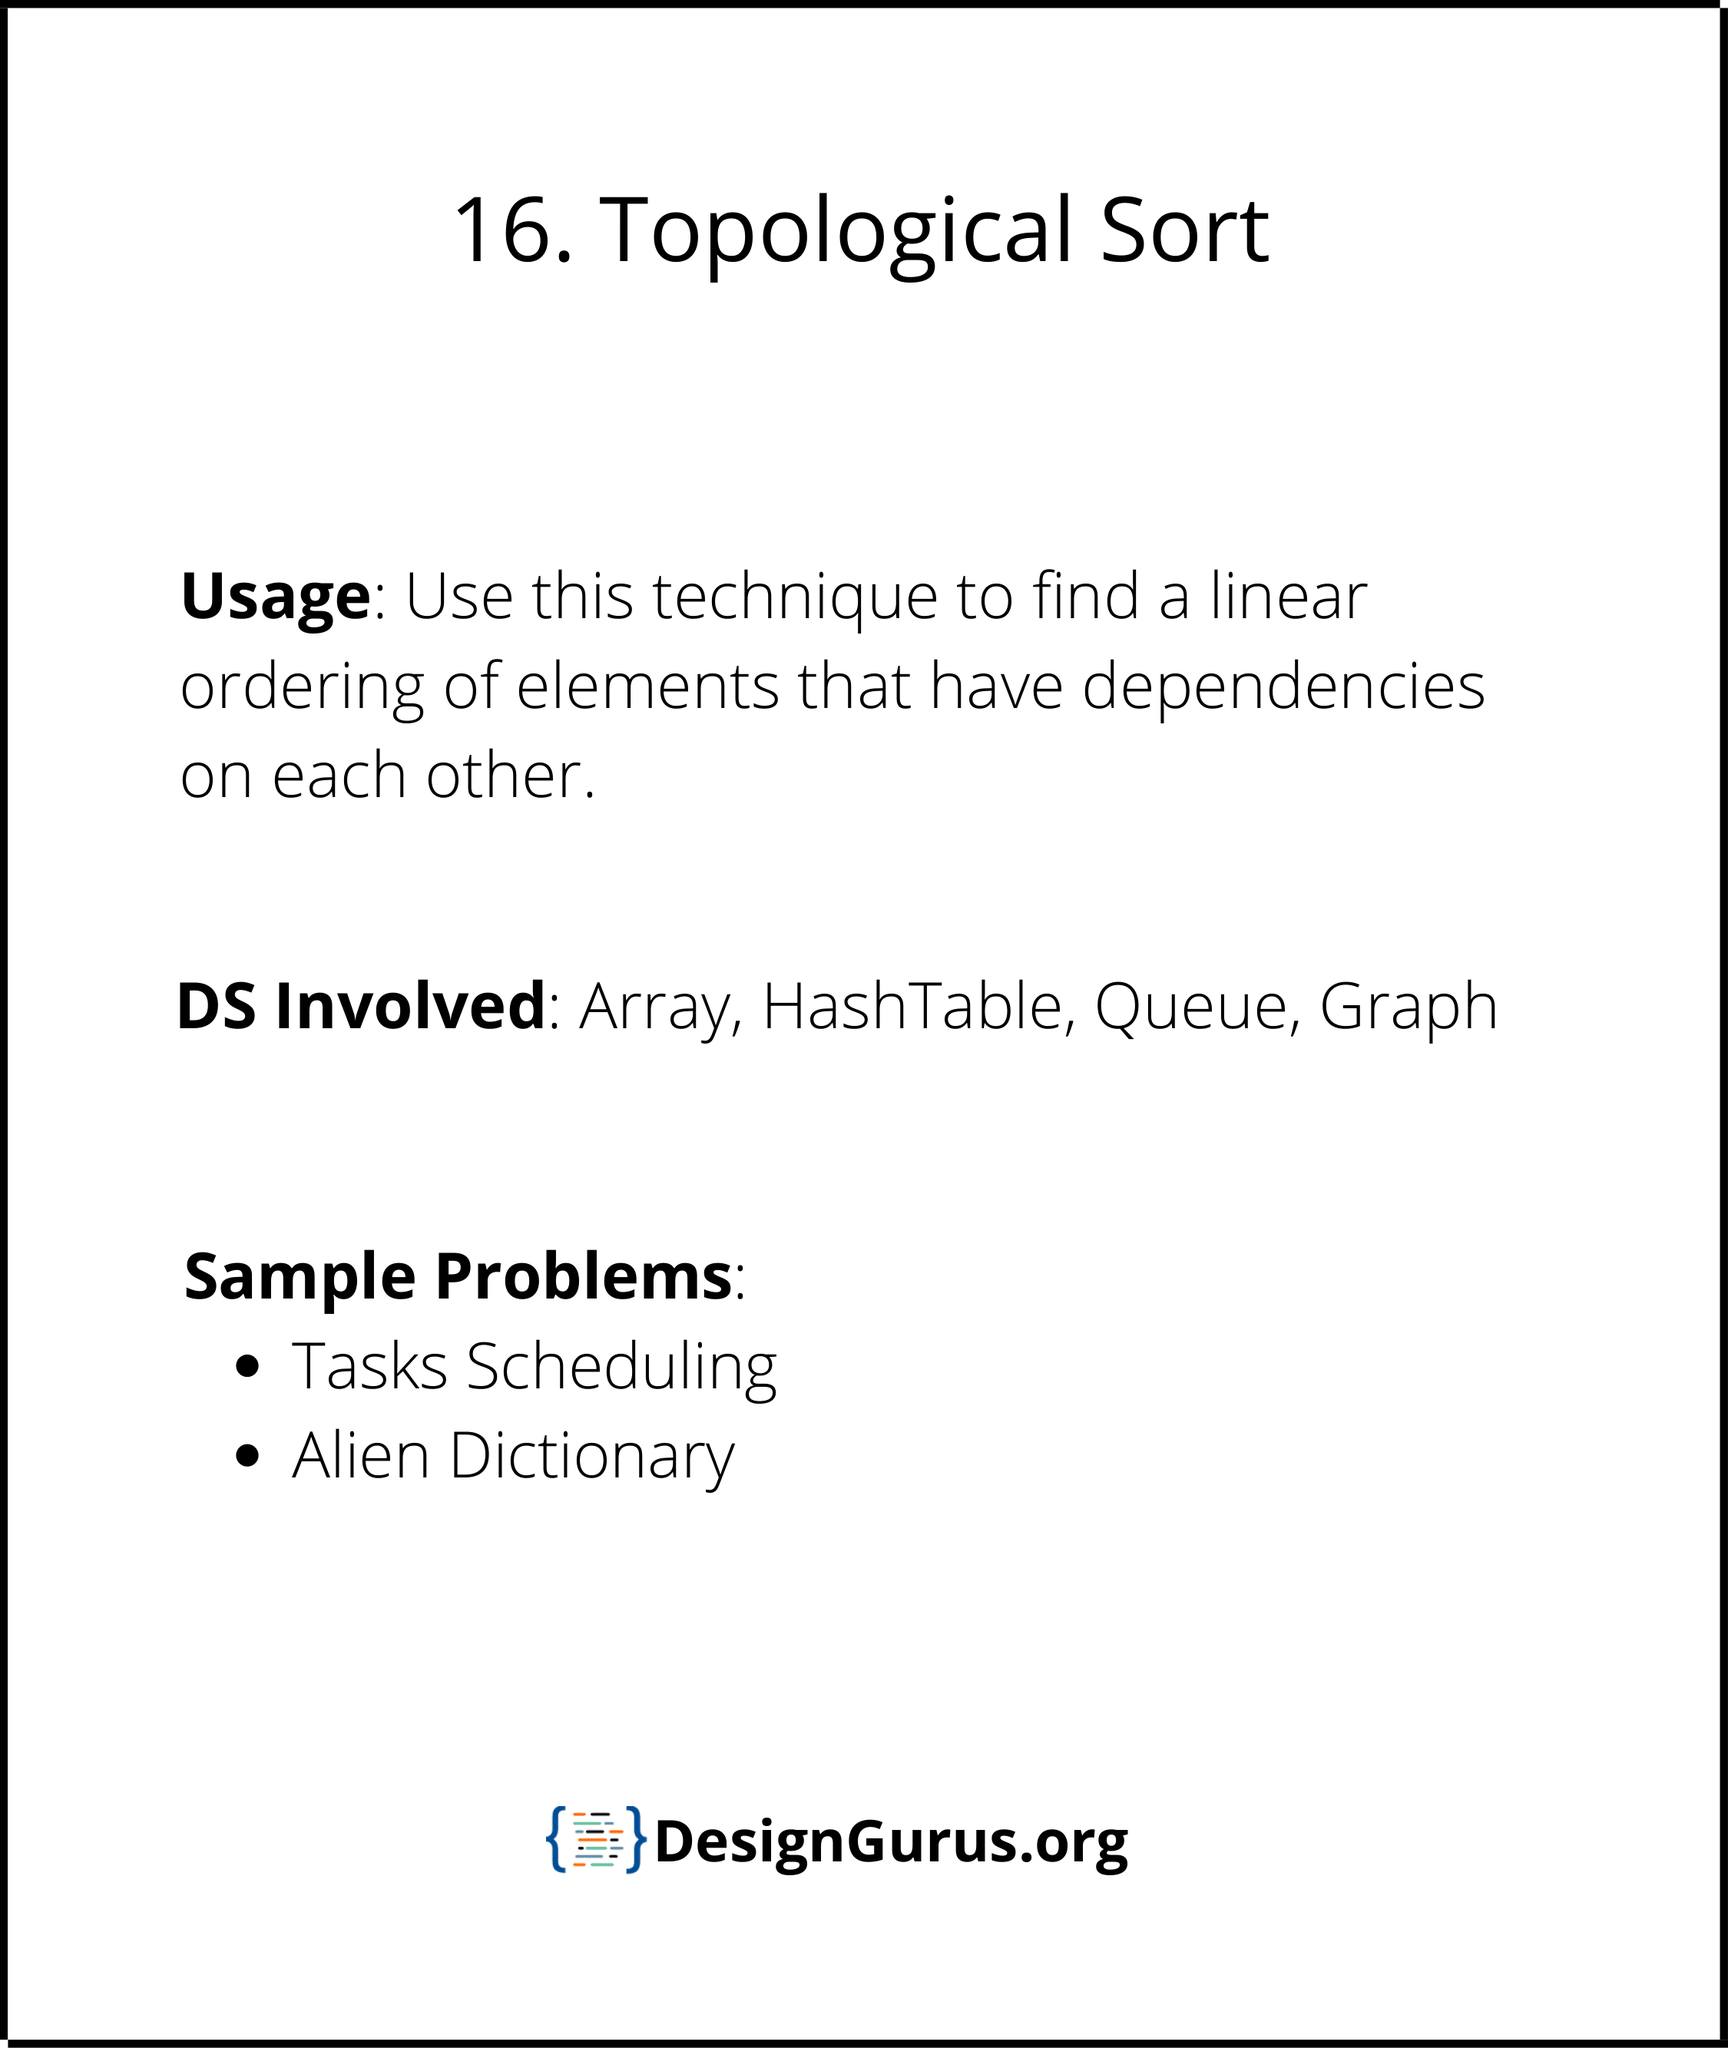 16. Topological Sort
Usage: Use this technique to find a linear
ordering of elements that have dependencies
on each other.
DS Involved: Array, HashTable, Queue, Graph
Sample Problems:
• Tasks Scheduling
• Alien Dictionary
DesignGurus.org